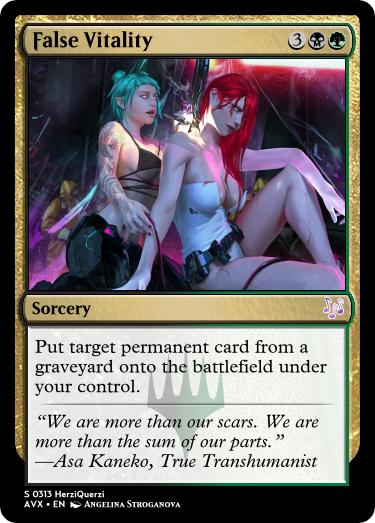 False Vitality
3
Sorcery
Put target permanent card from a
graveyard onto the battlefield under
your control.
“We are more than our scars. We are
more than the sum of our parts.”
—Asa Kaneko, True Transhumanist
S 0313 HerziQuerzi
AVX • EN Angelina Stroganova